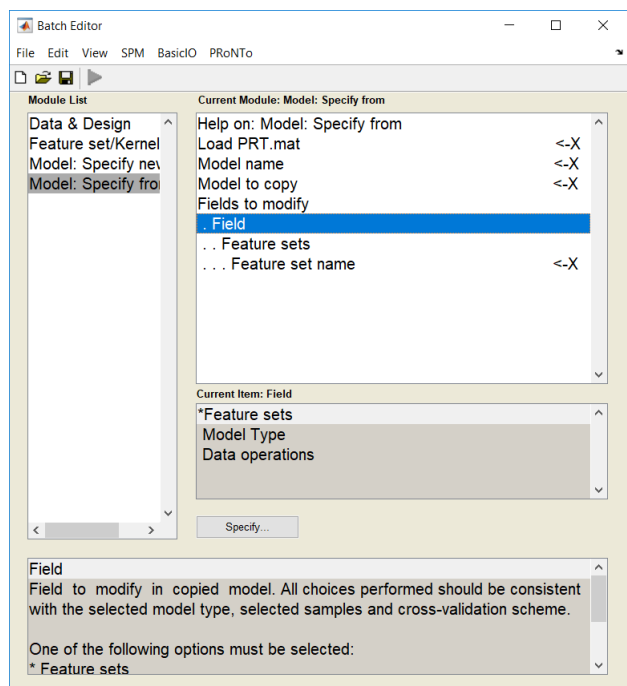 Batch Editor
File Edit View SPM BasicIO PRoNTo
Module List
Data & Design
Feature set/Kernel
Model: Specify nev
Model: Specify fro
Current Module: Model: Specify from
Help on: Model: Specify from
Load PRT.mat <-X
Model name <-X
Model to copy <-X
Fields to modify
. Field
. . Feature sets
. . . Feature set name <-X
Current Item: Field
*Feature sets
Model Type
Data operations
Specify...
Field
Field to modify in copied model. All choices performed should be consistent
with the selected model type, selected samples and cross-validation scheme.
One of the following options must be selected:
* Feature sets